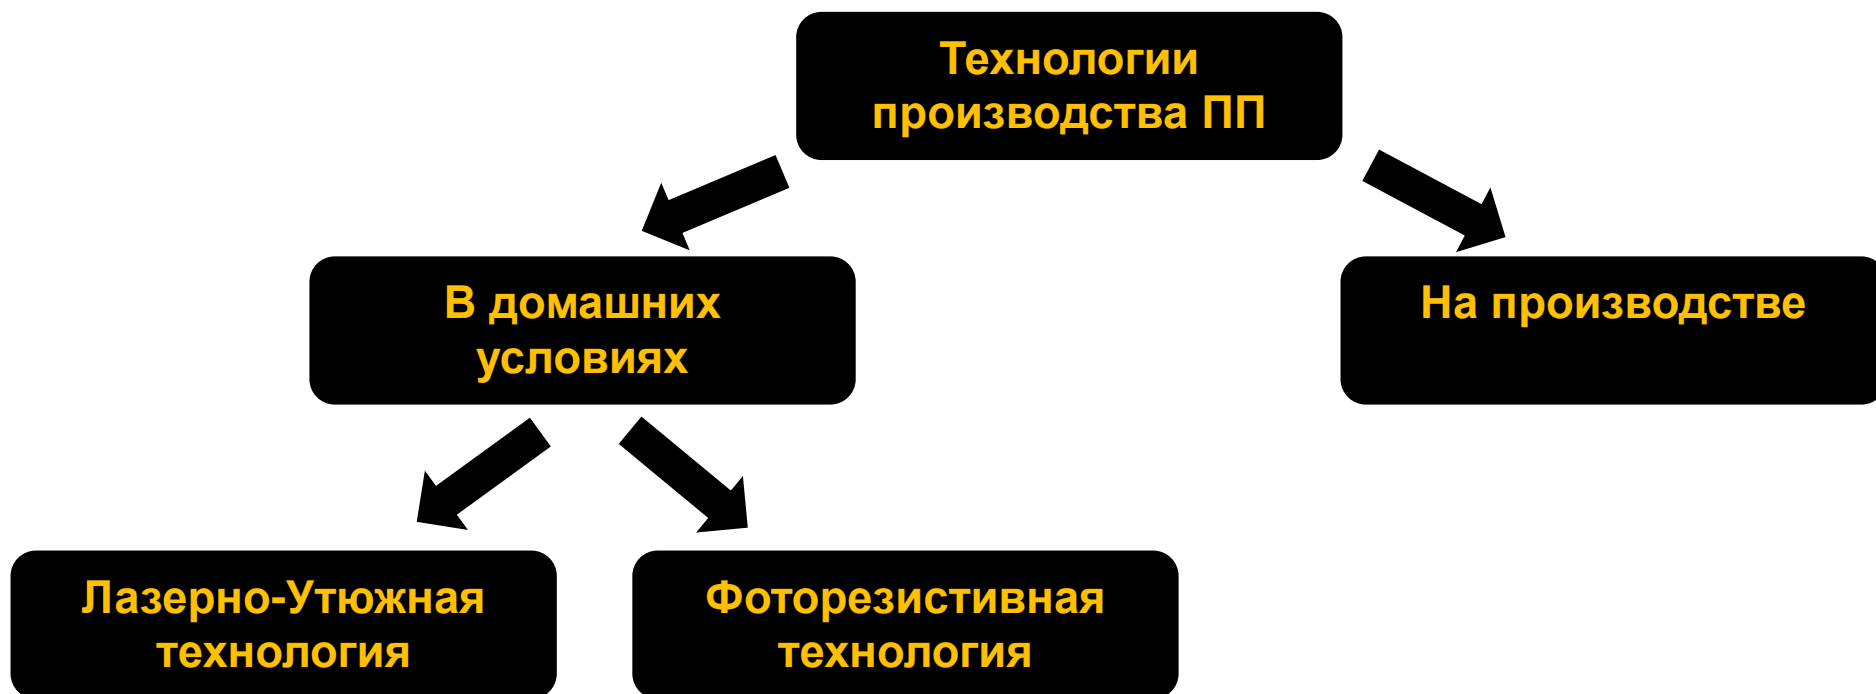 Технологии
производства ПП
В домашних
условиях
На производстве
Лазерно-Утюжная
технология
Фоторезистивная
технология